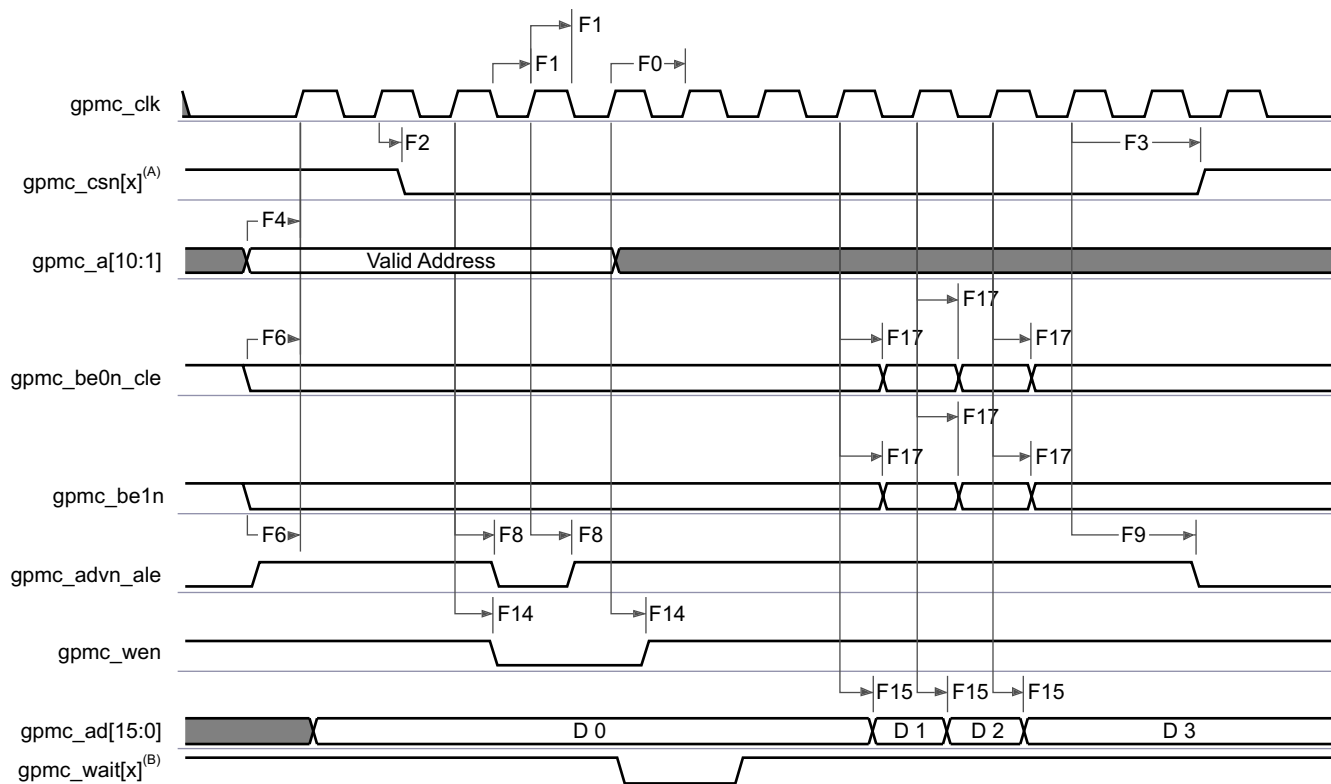 F1
F1 F0
gpmc_clk
F2 F3
gpmc_csn[x](A)
F4
gpmc_a[10:1] Valid Address
F17
F6 F17 F17
gpmc_be0n_cle
F17
F17 F17
gpmc_be1n
F6 F8 F8 F9
gpmc_advn_ale
F14 F14
gpmc_wen
F15 F15 F15
gpmc_ad[15:0] D 0 D 1 D 2 D 3
gpmc_wait[x](B)